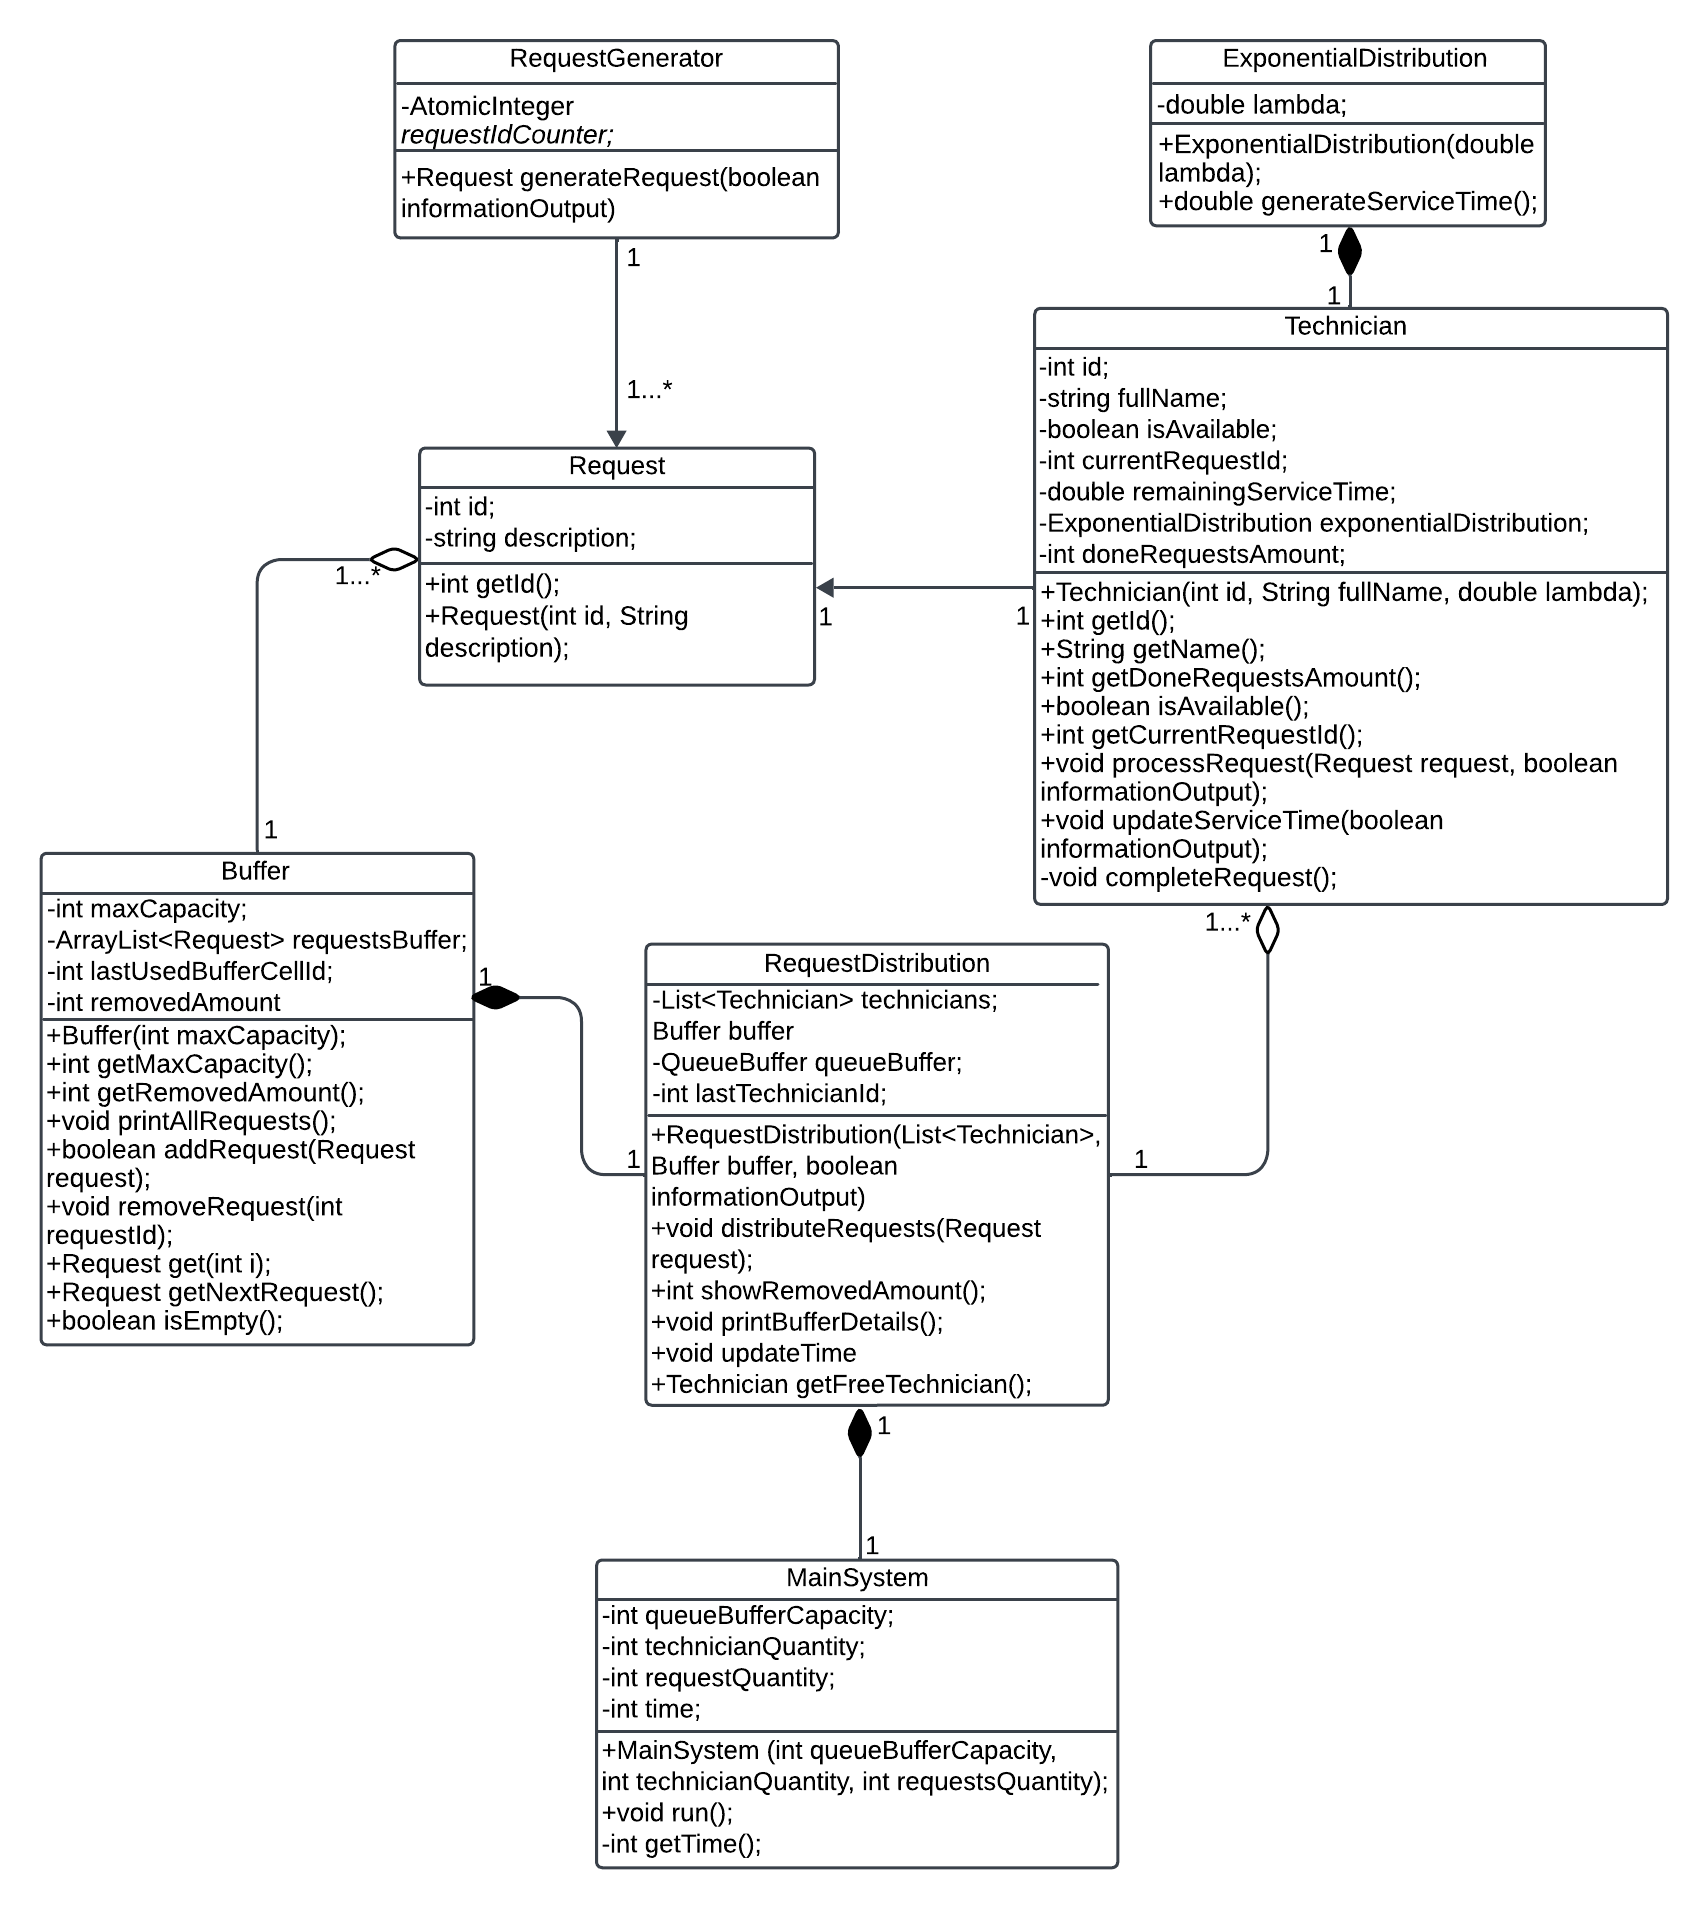 RequestGenerator
-AtomicInteger
requestIdCounter;
+Request generateRequest(boolean
informationOutput)
1
1...*
ExponentialDistribution
-double lambda;
+ExponentialDistribution(double
lambda);
+double generateServiceTime();
1
1
Technician
-int id;
-string fullName;
-boolean isAvailable;
-int currentRequestId;
-double remainingServiceTime;
-ExponentialDistribution exponentialDistribution;
-int doneRequestsAmount;
+Technician(int id, String fullName, double lambda);
+int getId();
+String getName();
+int getDoneRequestsAmount();
+boolean isAvailable();
+int getCurrentRequestId();
+void processRequest(Request request, boolean
informationOutput);
+void updateServiceTime(boolean
informationOutput);
-void completeRequest();
Request
-int id;
-string description;
+int getId();
+Request(int id, String
description);
1
1
1...*
1
Buffer
-int maxCapacity;
-ArrayList<Request> requestsBuffer;
-int lastUsedBufferCellId;
-int removedAmount
+Buffer(int maxCapacity);
+int getMaxCapacity();
+int getRemovedAmount();
+void printAllRequests();
+boolean addRequest(Request
request);
+void removeRequest(int
requestId);
+Request get(int i);
+Request getNextRequest();
+boolean isEmpty();
1
1
1...*
1
RequestDistribution
-List<Technician> technicians;
Buffer buffer
-QueueBuffer queueBuffer;
-int lastTechnicianId;
+RequestDistribution(List<Technician>,
Buffer buffer, boolean
informationOutput)
+void distributeRequests(Request
request);
+int showRemovedAmount();
+void printBufferDetails();
+void updateTime
+Technician getFreeTechnician();
1
1
MainSystem
-int queueBufferCapacity;
-int technicianQuantity;
-int requestQuantity;
-int time;
+MainSystem (int queueBufferCapacity,
int technicianQuantity, int requestsQuantity);
+void run();
-int getTime();